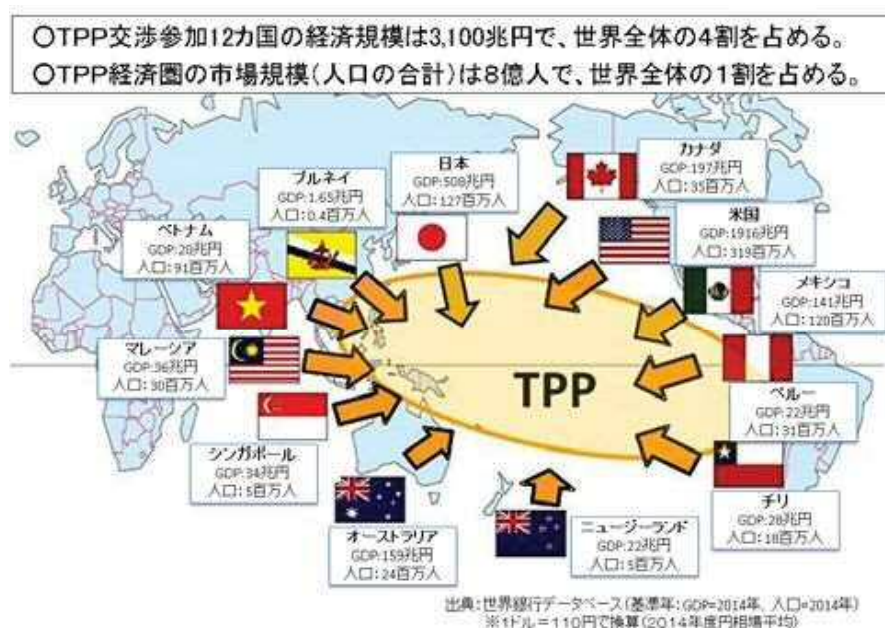 ○TPP交渉参加12カ国の経済規模は3,100兆円で、世界全体の4割を占める。
○TPP経済圏の市場規模(人口の合計)は8億人で、世界全体の1割を占める。
カナダ
GDP:197兆円
人口:35百万人
日本
GDP:508兆円
人口:127百万人
ブルネイ
GDP:1.65兆円
人口:0.4百万人
米国
GDP:1916兆円
人口:319百万人
ベトナム
GDP:20兆円
人口:91百万人
メキシコ
GDP:141兆円
人口:120百万人
マレーシア
GDP:36兆円
人口:30百万人
TPP
ペルー
GDP:22兆円
人口:31百万人
シンガポール
GDP:34兆円
人口:5百万人
チリ
GDP:28兆円
人口:18百万人
オーストラリア
GDP:159兆円
人口:24百万人
ニュージーランド
GDP:22兆円
人口:5百万人
出典:世界銀行データベース(基準年:GDP=2014年、人口=2014年)
※1ドル=110円で換算(2014年度円相場平均)